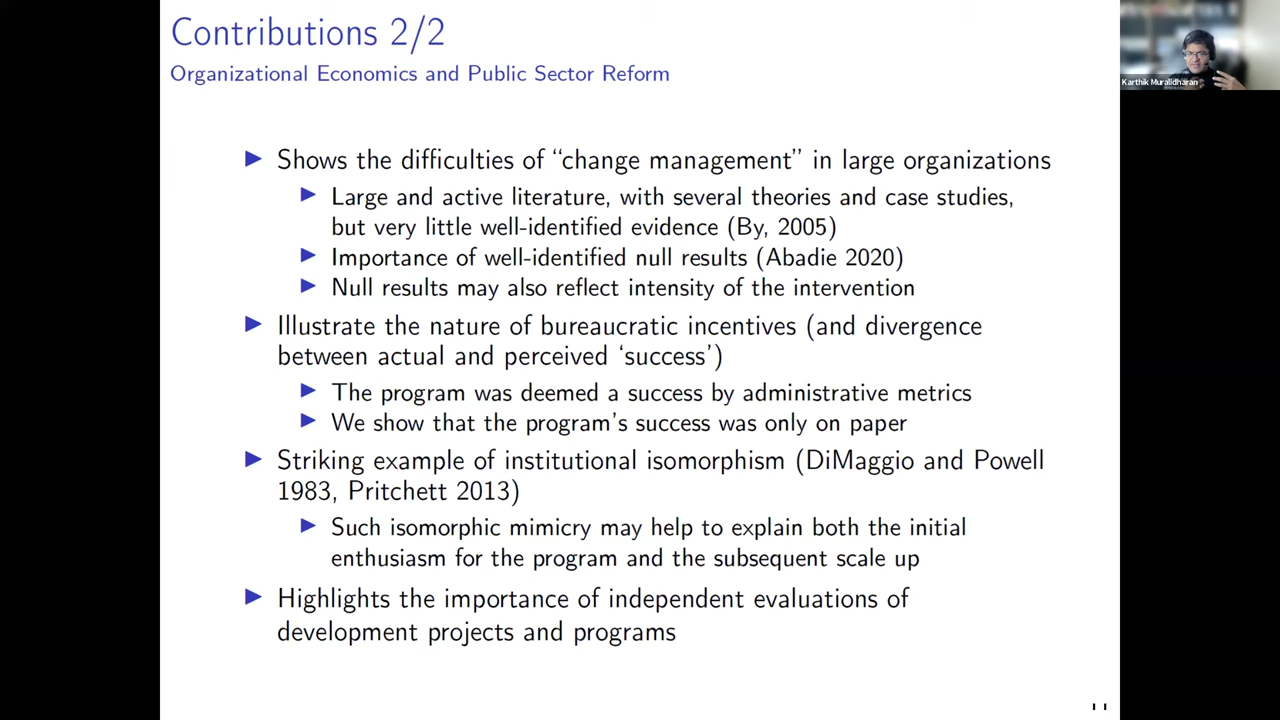 Contributions 2/2
Organizational Economics and Public Sector Reform
Karthik Muralidharan
Shows the difficulties of “change management” in large organizations
Large and active literature, with several theories and case studies,
but very little well-identified evidence (By, 2005)
Importance of well-identified null results (Abadie 2020)
Null results may also reflect intensity of the intervention
Illustrate the nature of bureaucratic incentives (and divergence
between actual and perceived ‘success’)
The program was deemed a success by administrative metrics
We show that the program’s success was only on paper
Striking example of institutional isomorphism (DiMaggio and Powell
1983, Pritchett 2013)
Such isomorphic mimicry may help to explain both the initial
enthusiasm for the program and the subsequent scale up
Highlights the importance of independent evaluations of
development projects and programs